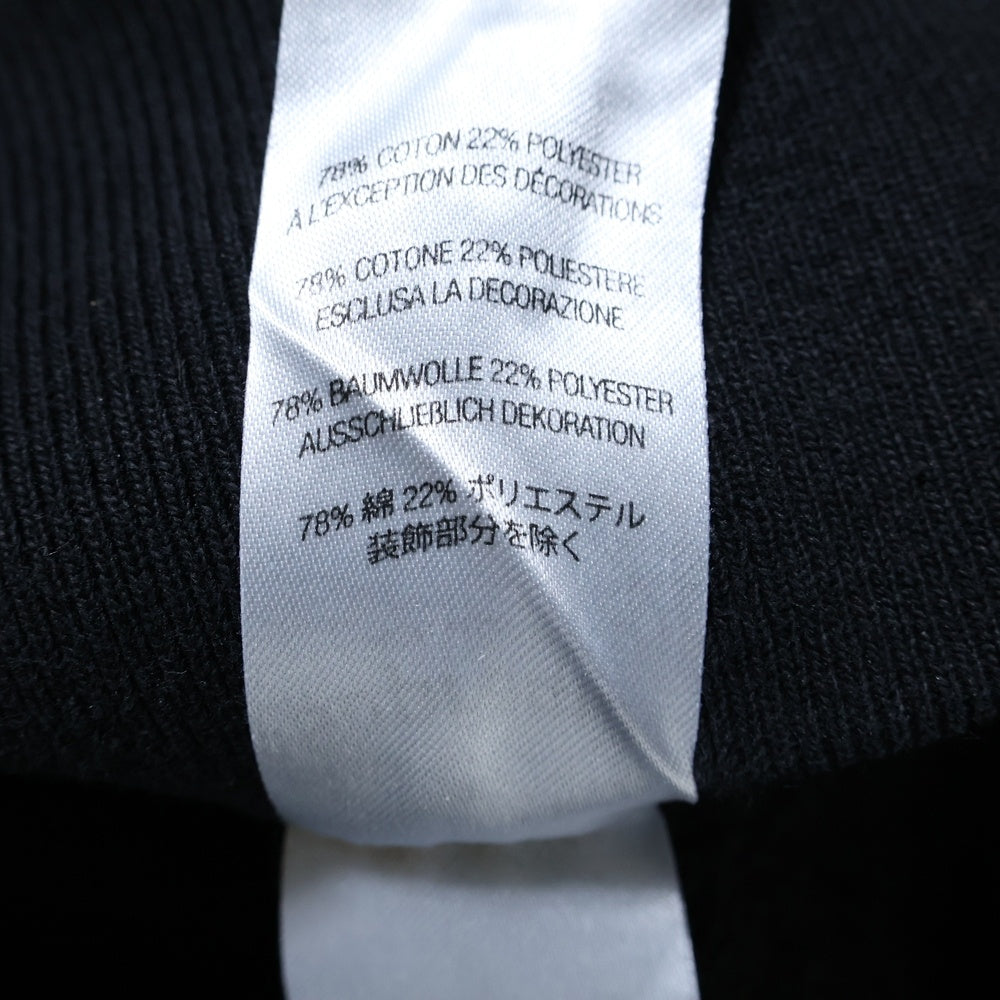 78% COTON 22% POLYESTER
À L'EXCEPTION DES DÉCORATIONS
78% COTONE 22% POLIESTERE
ESCLUSA LA DECORAZIONE
78% BAUMWOLLE 22% POLYESTER
AUSSCHLIEßLICH DEKORATION
78% 綿 22% ポリエステル
装飾部分を除く